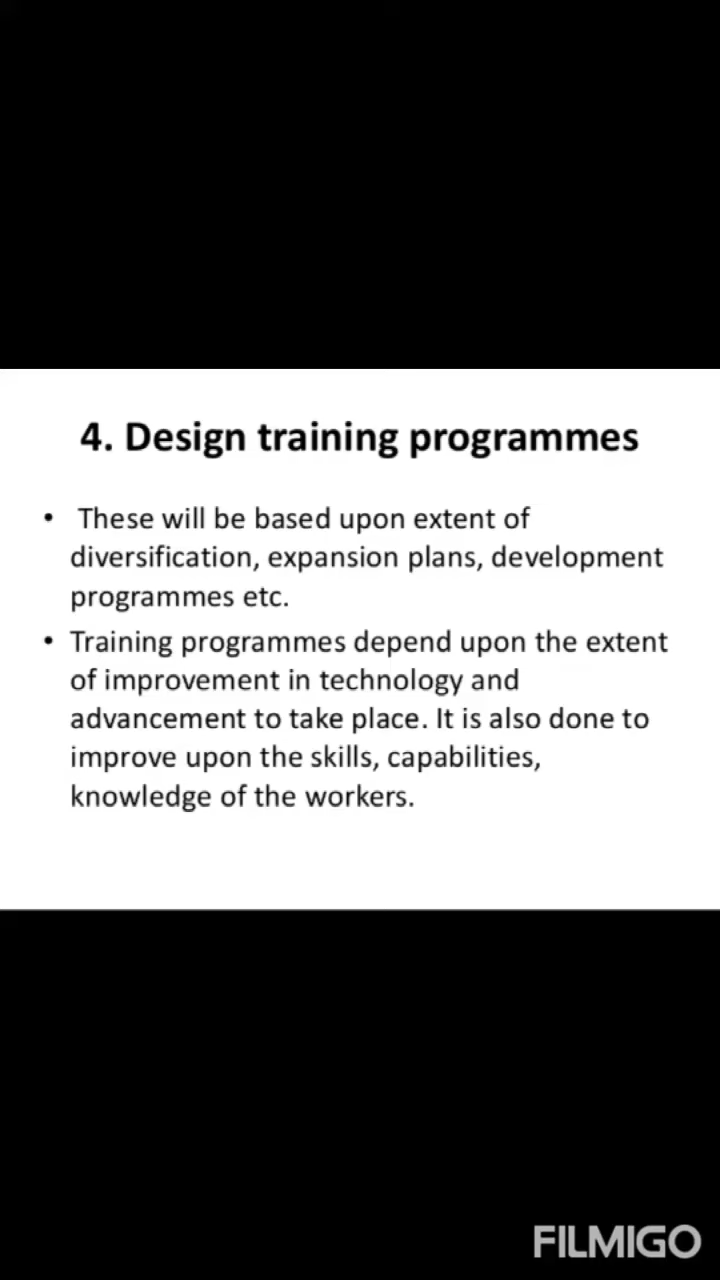 4. Design training programmes
• These will be based upon extent of
diversification, expansion plans, development
programmes etc.
• Training programmes depend upon the extent
of improvement in technology and
advancement to take place. It is also done to
improve upon the skills, capabilities,
knowledge of the workers.
FILMIGO